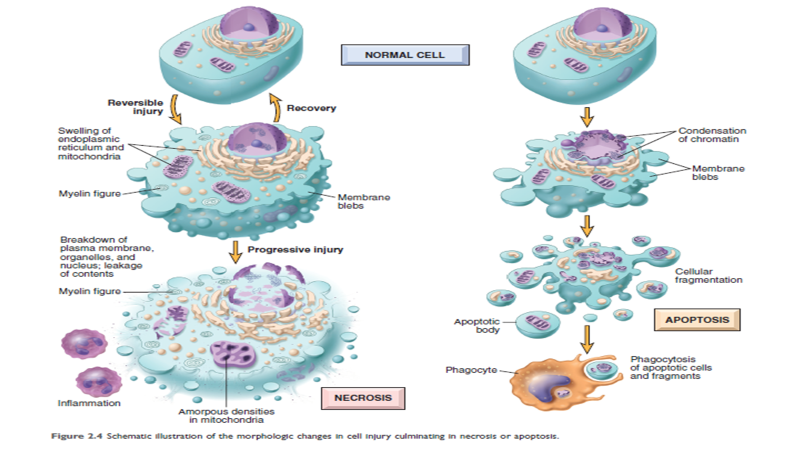 NORMAL CELL
Reversible
injury
Recovery
Swelling of
endoplasmic
reticulum and
mitochondria
Myelin figure
Membrane
blebs
Breakdown of
plasma membrane,
organelles, and
nucleus; leakage
of contents
Progressive injury
Myelin figure
Inflammation
Amorpous densities
in mitochondria
NECROSIS
Condensation
of chromatin
Membrane
blebs
Cellular
fragmentation
Apoptotic
body
APOPTOSIS
Phagocyte
Phagocytosis
of apoptotic cells
and fragments
Figure 2.4 Schematic illustration of the morphologic changes in cell injury culminating in necrosis or apoptosis.